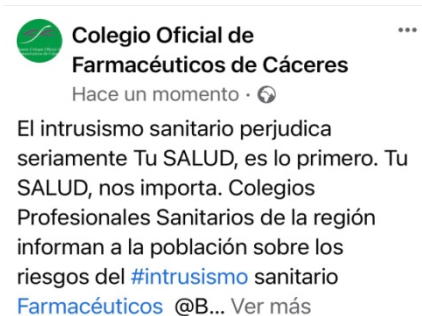 Colegio Oficial de
Farmacéuticos de Cáceres
Hace un momento ·
El intrusismo sanitario perjudica
seriamente Tu SALUD, es lo primero. Tu
SALUD, nos importa. Colegios
Profesionales Sanitarios de la región
informan a la población sobre los
riesgos del #intrusismo sanitario
Farmacéuticos @B... Ver más